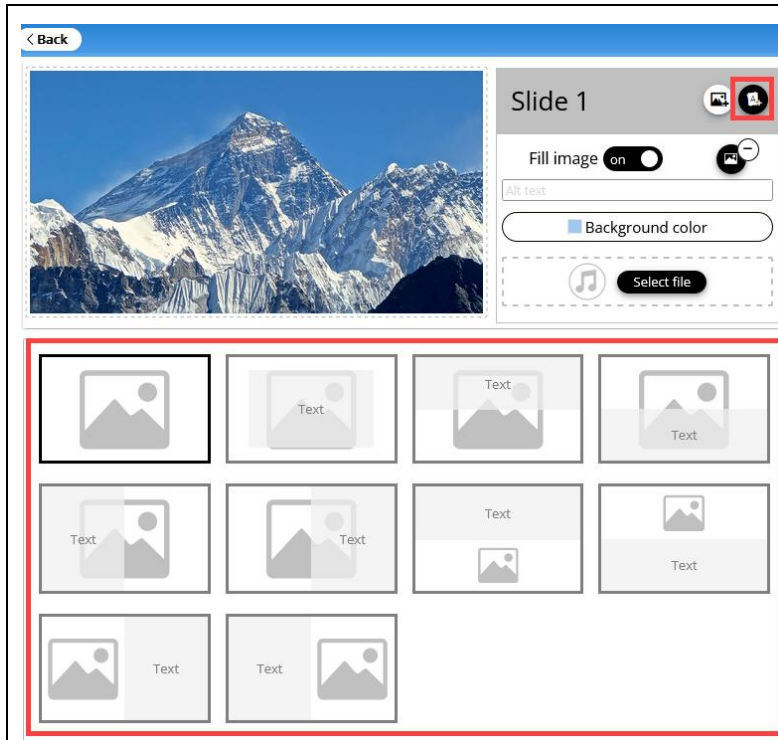 < Back
Slide 1
Fill image on
Alt text
Background color
Select file
Text
Text
Text
Text
Text
Text
Text
Text
Text